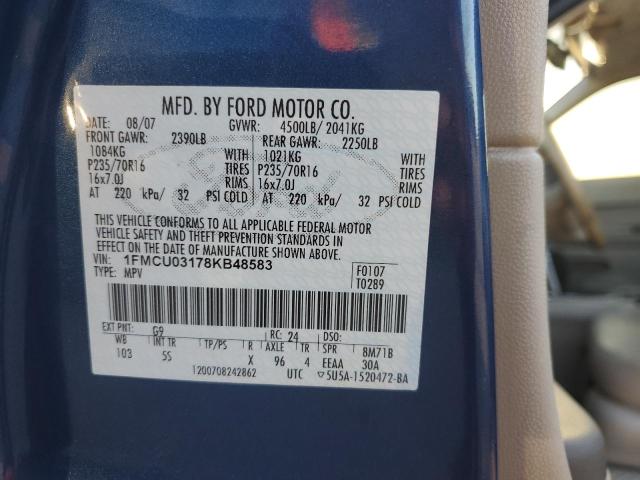 MFD. BY FORD MOTOR CO.
DATE: 08/07 GVWR: 4500LB/ 2041KG
FRONT GAWR: 2390LB REAR GAWR: 2250LB
1084KG WITH 1021KG WITH
P235/70R16 TIRES P235/70R16 TIRES
16x7.0J RIMS 16x7.0J RIMS
AT 220 kPa/ 32 PSI COLD AT 220 kPa/ 32 PSI COLD
THIS VEHICLE CONFORMS TO ALL APPLICABLE FEDERAL MOTOR
VEHICLE SAFETY AND THEFT PREVENTION STANDARDS IN
EFFECT ON THE DATE OF MANUFACTURE SHOWN ABOVE.
VIN: 1FMCU03178KB48583 F0107
TYPE: MPV T0289
EXT PNT: G9 RC: 24 DSO:
WB INT TR TP/PS R AXLE TR SPR 8M71B
103 5S X 96 4 EEAA 30A
1200708242862 UTC ▽5U5A-1520472-BA